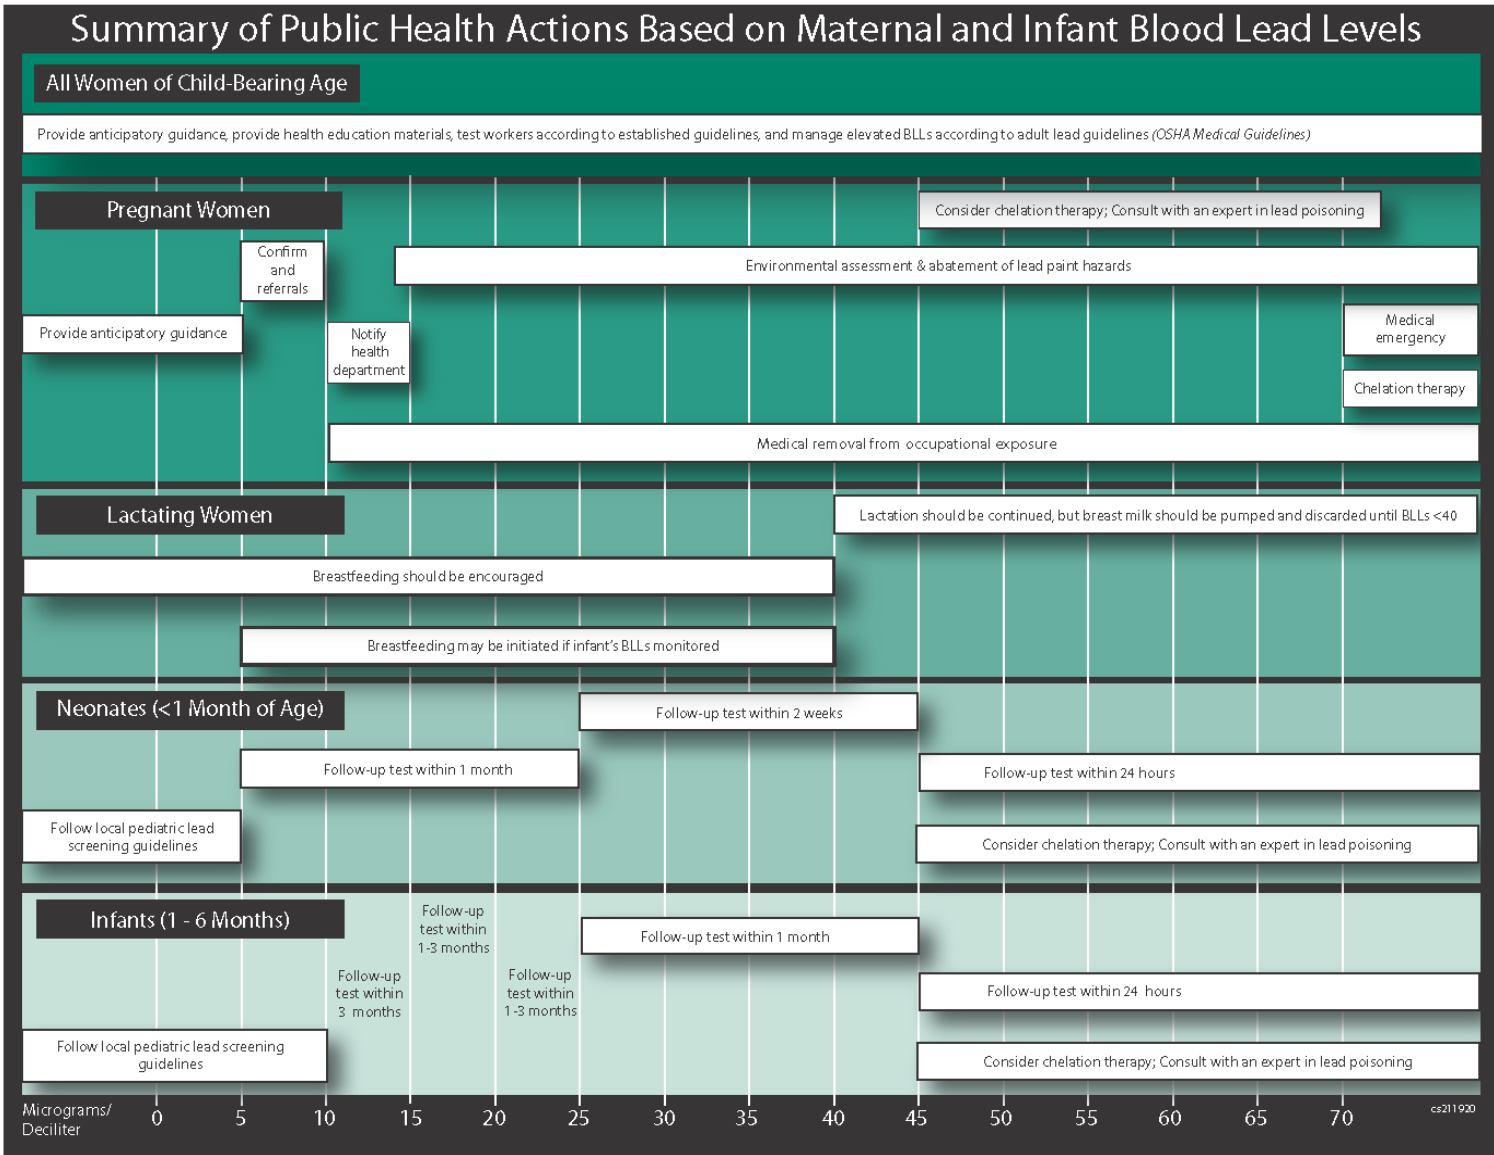 Summary of Public Health Actions Based on Maternal and Infant Blood Lead Levels
All Women of Child-Bearing Age
Provide anticipatory guidance, provide health education materials, test workers according to established guidelines, and manage elevated BLLs according to adult lead guidelines (OSHA Medical Guidelines)
Pregnant Women
Consider chelation therapy; Consult with an expert in lead poisoning
Confirm
and
referrals
Environmental assessment & abatement of lead paint hazards
Provide anticipatory guidance
Notify
health
department
Medical
emergency
Chelation therapy
Medical removal from occupational exposure
Lactating Women
Lactation should be continued, but breast milk should be pumped and discarded until BLLs <40
Breastfeeding should be encouraged
Breastfeeding may be initiated if infant's BLLs monitored
Neonates (<1 Month of Age)
Follow-up test within 2 weeks
Follow-up test within 1 month
Follow-up test within 24 hours
Follow local pediatric lead
screening guidelines
Consider chelation therapy; Consult with an expert in lead poisoning
Infants (1 - 6 Months)
Follow-up
test within
1-3 months
Follow-up test within 1 month
Follow-up
test within
3 months
Follow-up
test within
1-3 months
Follow-up test within 24 hours
Follow local pediatric lead screening
guidelines
Consider chelation therapy; Consult with an expert in lead poisoning
Micrograms/
Deciliter
0 5 10 15 20 25 30 35 40 45 50 55 60 65 70
cs211920